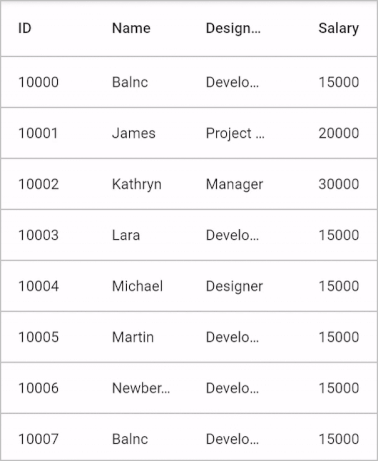 ID Name Design... Salary
10000 Balnc Develo... 15000
10001 James Project ... 20000
10002 Kathryn Manager 30000
10003 Lara Develo... 15000
10004 Michael Designer 15000
10005 Martin Develo... 15000
10006 Newber... Develo... 15000
10007 Balnc Develo... 15000